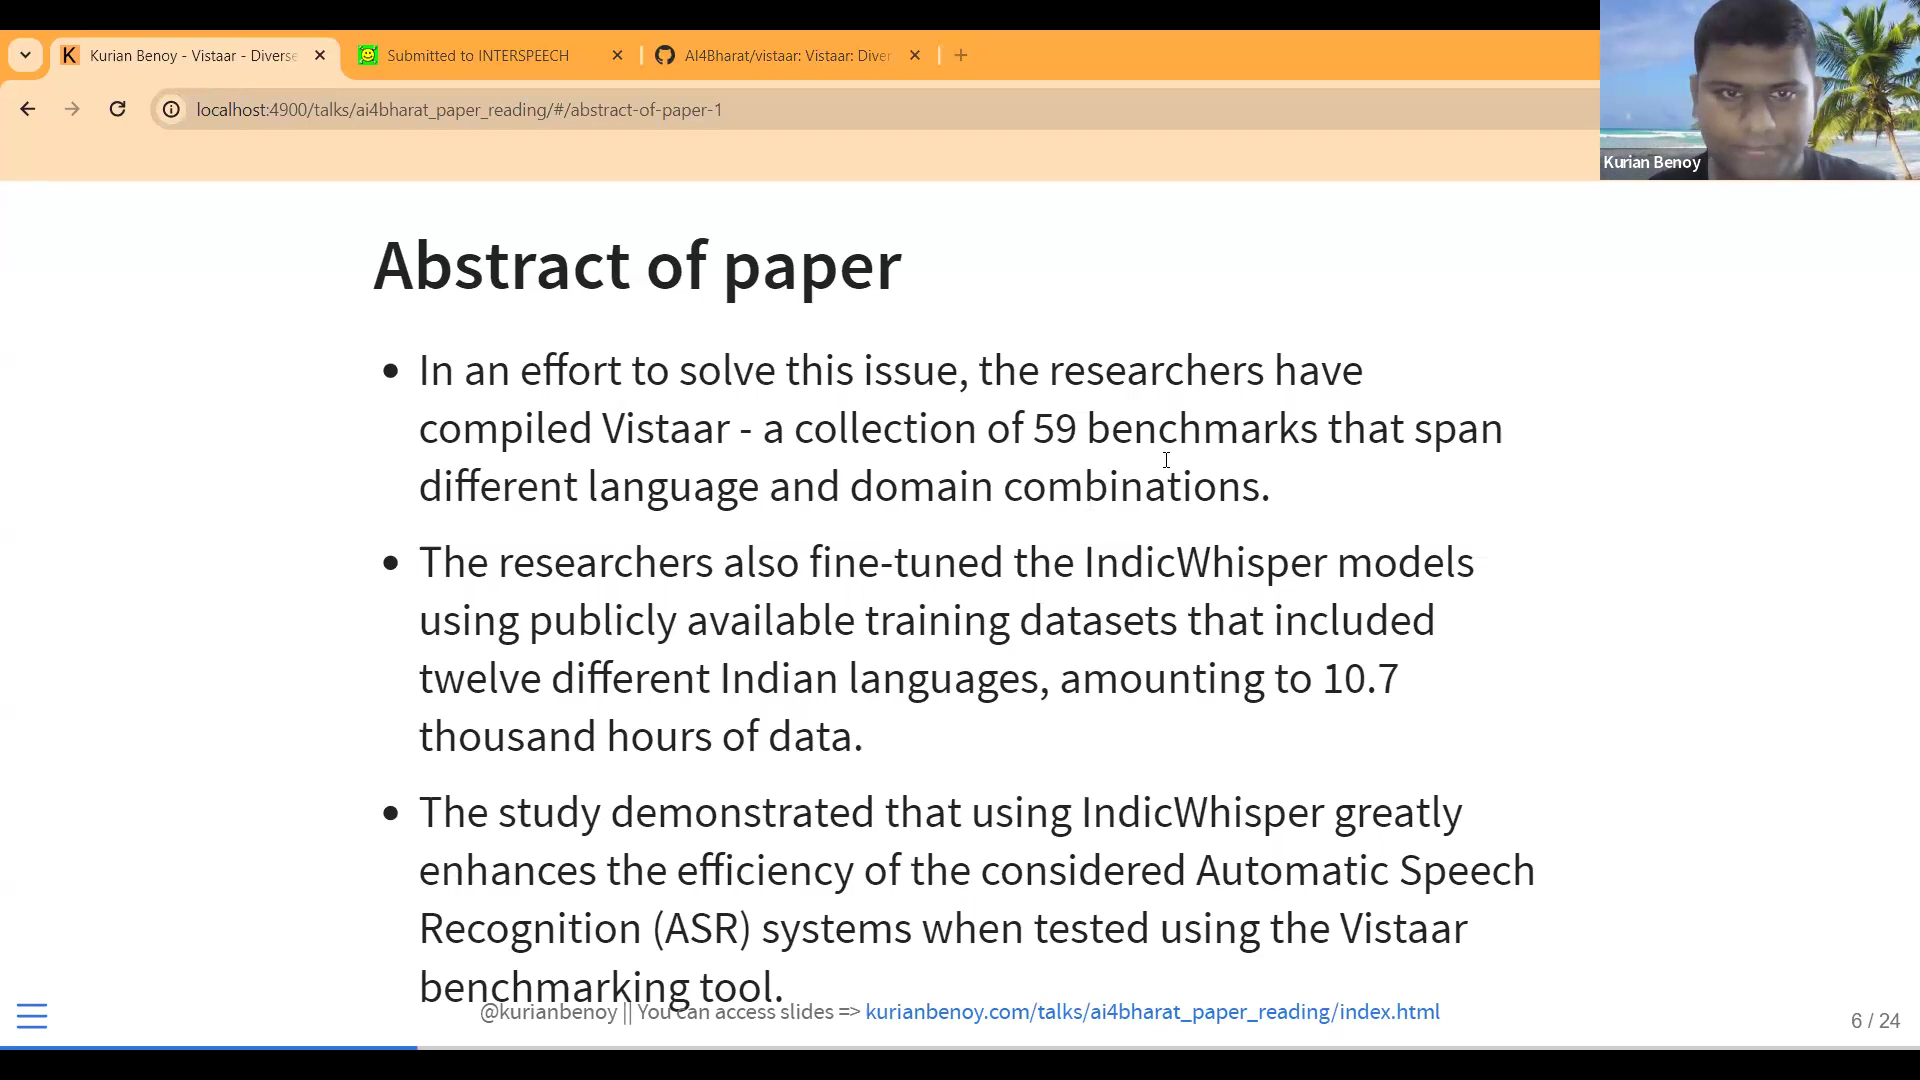 Kurian Benoy - Vistaar - Diverse
Submitted to INTERSPEECH
AI4Bharat/vistaar: Vistaar: Diver
localhost:4900/talks/ai4bharat_paper_reading/#/abstract-of-paper-1
Kurian Benoy
Abstract of paper
• In an effort to solve this issue, the researchers have
compiled Vistaar - a collection of 59 benchmarks that span
different language and domain combinations.
• The researchers also fine-tuned the IndicWhisper models
using publicly available training datasets that included
twelve different Indian languages, amounting to 10.7
thousand hours of data.
• The study demonstrated that using IndicWhisper greatly
enhances the efficiency of the considered Automatic Speech
Recognition (ASR) systems when tested using the Vistaar
benchmarking tool.
@kurianbenoy || You can access slides => kurianbenoy.com/talks/ai4bharat_paper_reading/index.html
6 / 24